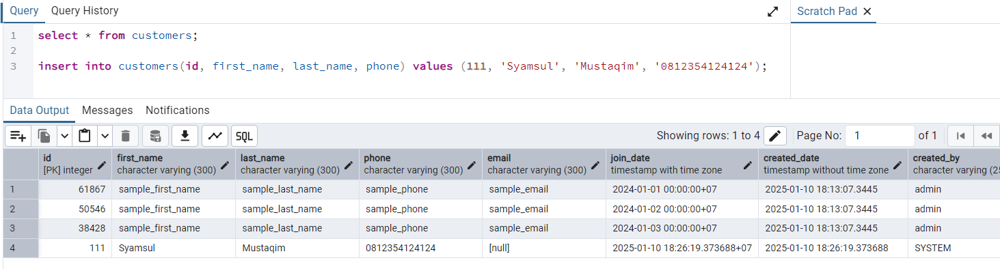 Query Query History Scratch Pad
1 select * from customers;
2
3 insert into customers(id, first_name, last_name, phone) values (111, 'Syamsul', 'Mustaqim', '0812354124124');
Data Output Messages Notifications
SQL Showing rows: 1 to 4 Page No: 1 of 1
id first_name last_name phone email join_date created_date created_by
[PK] integer character varying (300) character varying (300) character varying (300) character varying (300) timestamp with time zone timestamp without time zone character varying (25
1 61867 sample_first_name sample_last_name sample_phone sample_email 2024-01-01 00:00:00+07 2025-01-10 18:13:07.3445 admin
2 50546 sample_first_name sample_last_name sample_phone sample_email 2024-01-02 00:00:00+07 2025-01-10 18:13:07.3445 admin
3 38428 sample_first_name sample_last_name sample_phone sample_email 2024-01-03 00:00:00+07 2025-01-10 18:13:07.3445 admin
4 111 Syamsul Mustaqim 0812354124124 [null] 2025-01-10 18:26:19.373688+07 2025-01-10 18:26:19.373688 SYSTEM